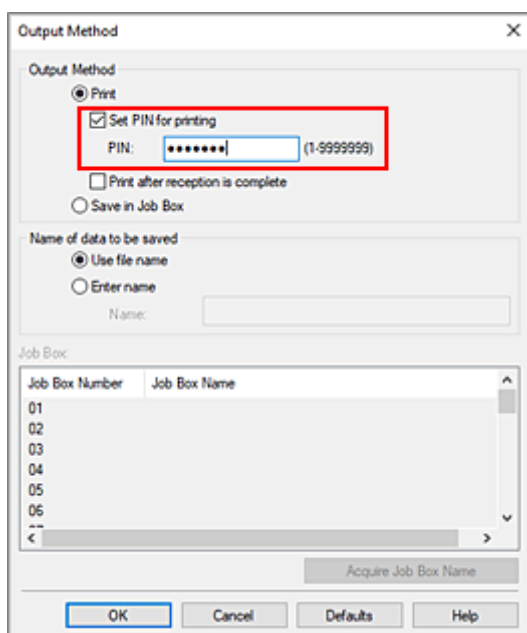 Output Method
Output Method
Print
Set PIN for printing
PIN: ●●●●●●● (1-9999999)
Print after reception is complete
Save in Job Box
Name of data to be saved
Use file name
Enter name
Name:
Job Box:
Job Box Number Job Box Name
01
02
03
04
05
06
Acquire Job Box Name
OK Cancel Defaults Help